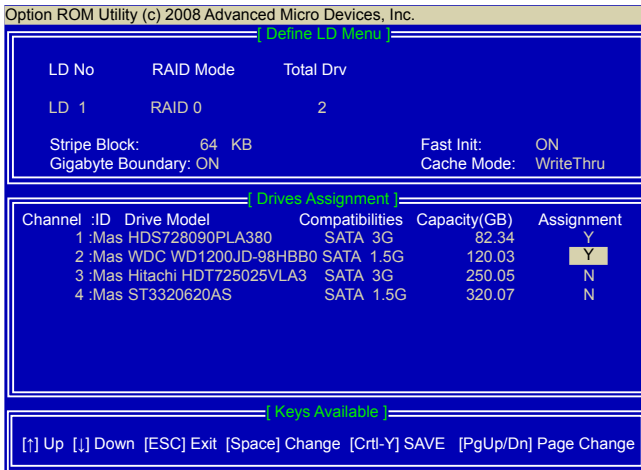 Option ROM Utility (c) 2008 Advanced Micro Devices, Inc.
[ Define LD Menu ]
LD No RAID Mode Total Drv
LD 1 RAID 0 2
Stripe Block: 64 KB Fast Init: ON
Gigabyte Boundary: ON Cache Mode: WriteThru
[ Drives Assignment ]
Channel :ID Drive Model Compatibilities Capacity(GB) Assignment
1 :Mas HDS728090PLA380 SATA 3G 82.34 Y
2 :Mas WDC WD1200JD-98HBB0 SATA 1.5G 120.03 Y
3 :Mas Hitachi HDT725025VLA3 SATA 3G 250.05 N
4 :Mas ST3320620AS SATA 1.5G 320.07 N
[ Keys Available ]
[↑] Up [↓] Down [ESC] Exit [Space] Change [Crtl-Y] SAVE [PgUp/Dn] Page Change